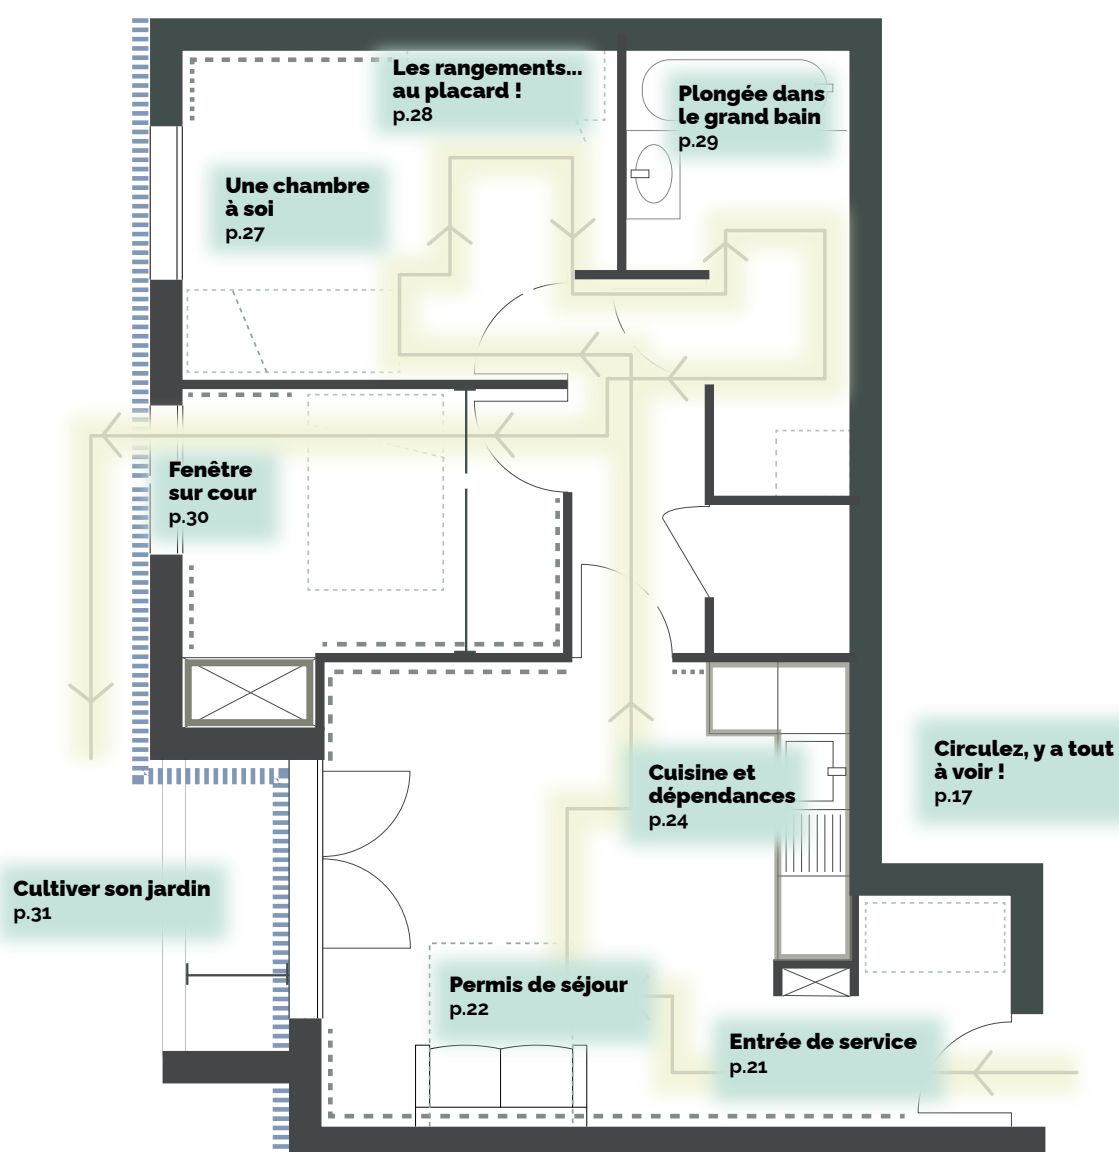 Les rangements...
au placard !
p.28
Plongée dans
le grand bain
p.29
Une chambre
à soi
p.27
Fenêtre
sur cour
p.30
Circulez, y a tout
à voir !
p.17
Cuisine et
dépendances
p.24
Cultiver son jardin
p.31
Permis de séjour
p.22
Entrée de service
p.21